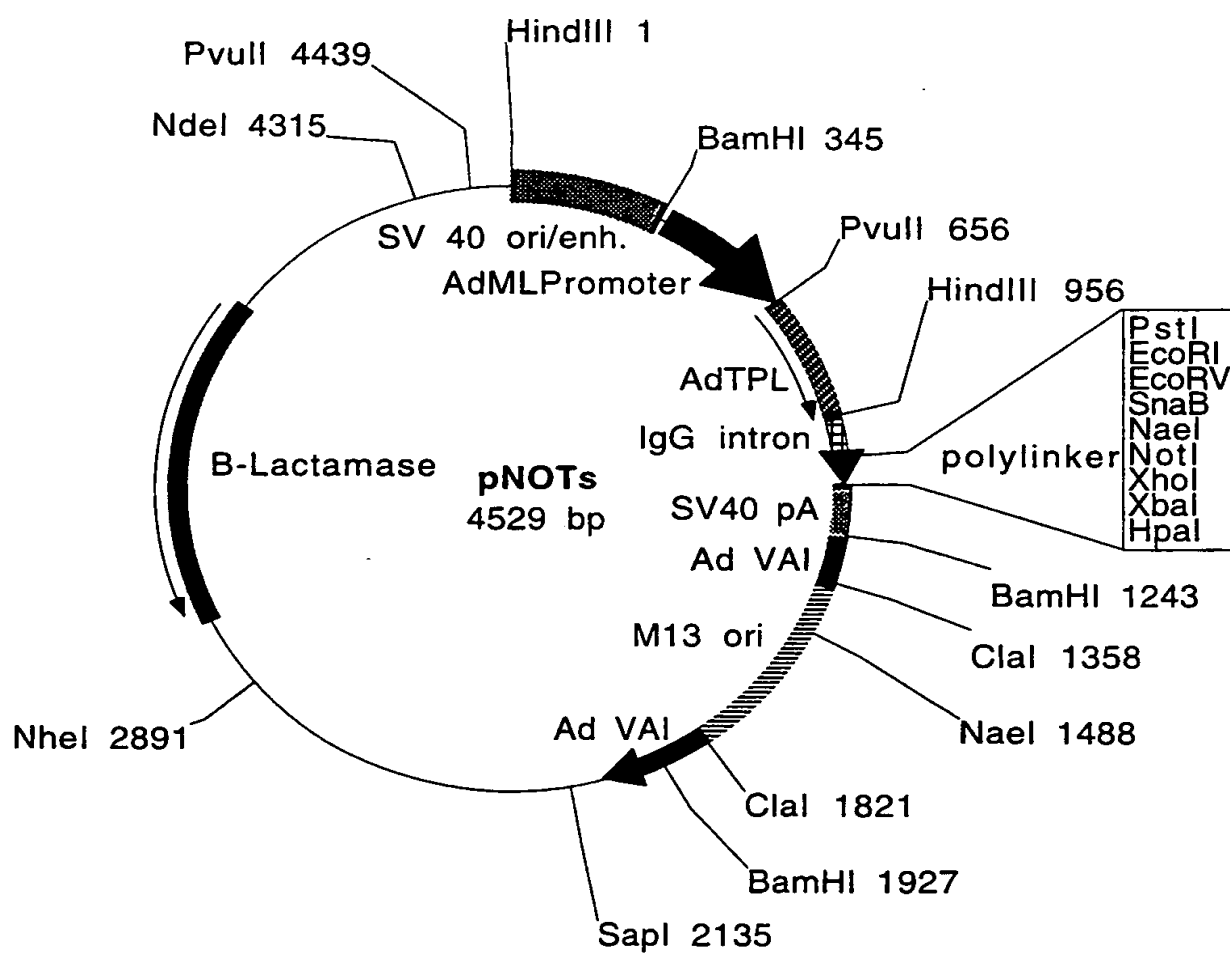 HindIII 1
PvuII 4439
NdeI 4315
BamHI 345
PvuII 656
SV 40 ori/enh.
AdMLPromoter
HindIII 956
PstI
EcoRI
EcoRV
SnaB
NaeI
NotI
XhoI
XbaI
HpaI
AdTPL
IgG intron
polylinker
B-Lactamase
pNOTs
4529 bp
SV40 pA
Ad VAI
BamHI 1243
M13 ori
ClaI 1358
NheI 2891
Ad VAI
NaeI 1488
ClaI 1821
BamHI 1927
SapI 2135